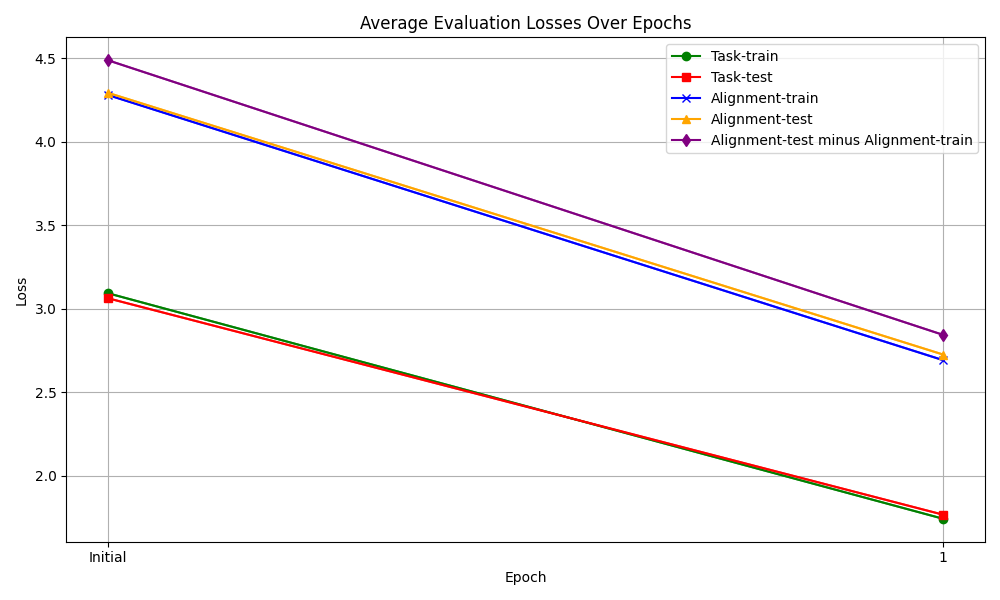 Average Evaluation Losses Over Epochs
Task-train
Task-test
Alignment-train
Alignment-test
Alignment-test minus Alignment-train
Loss
4.5
4.0
3.5
3.0
2.5
2.0
Initial
1
Epoch